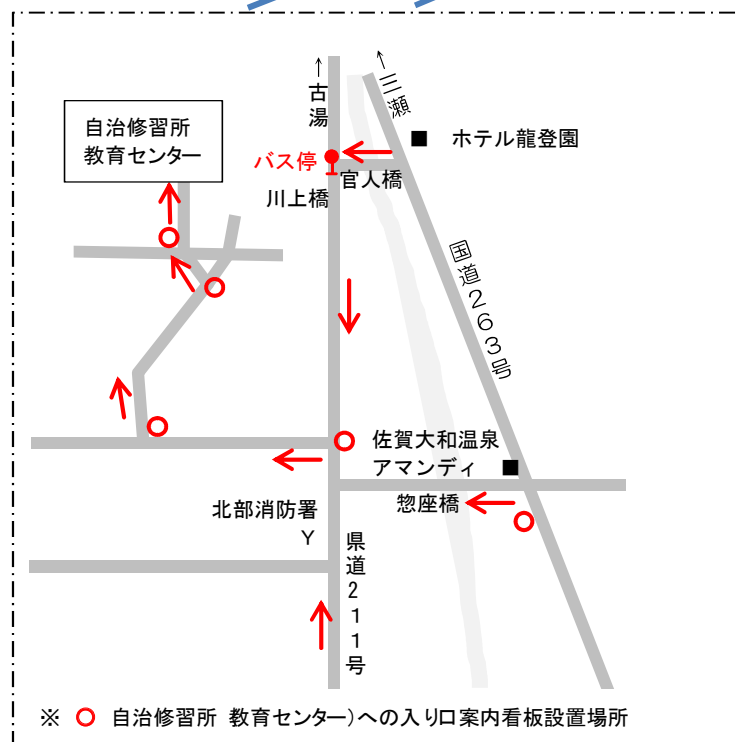 ←三瀬
←古湯
自治修習所
教育センター
ホテル龍登園
バス停
官人橋
川上橋
国道263号
佐賀大和温泉
アマンディ
惣座橋
北部消防署
Y
県道211号
※ ○ 自治修習所 教育センター)への入り口案内看板設置場所